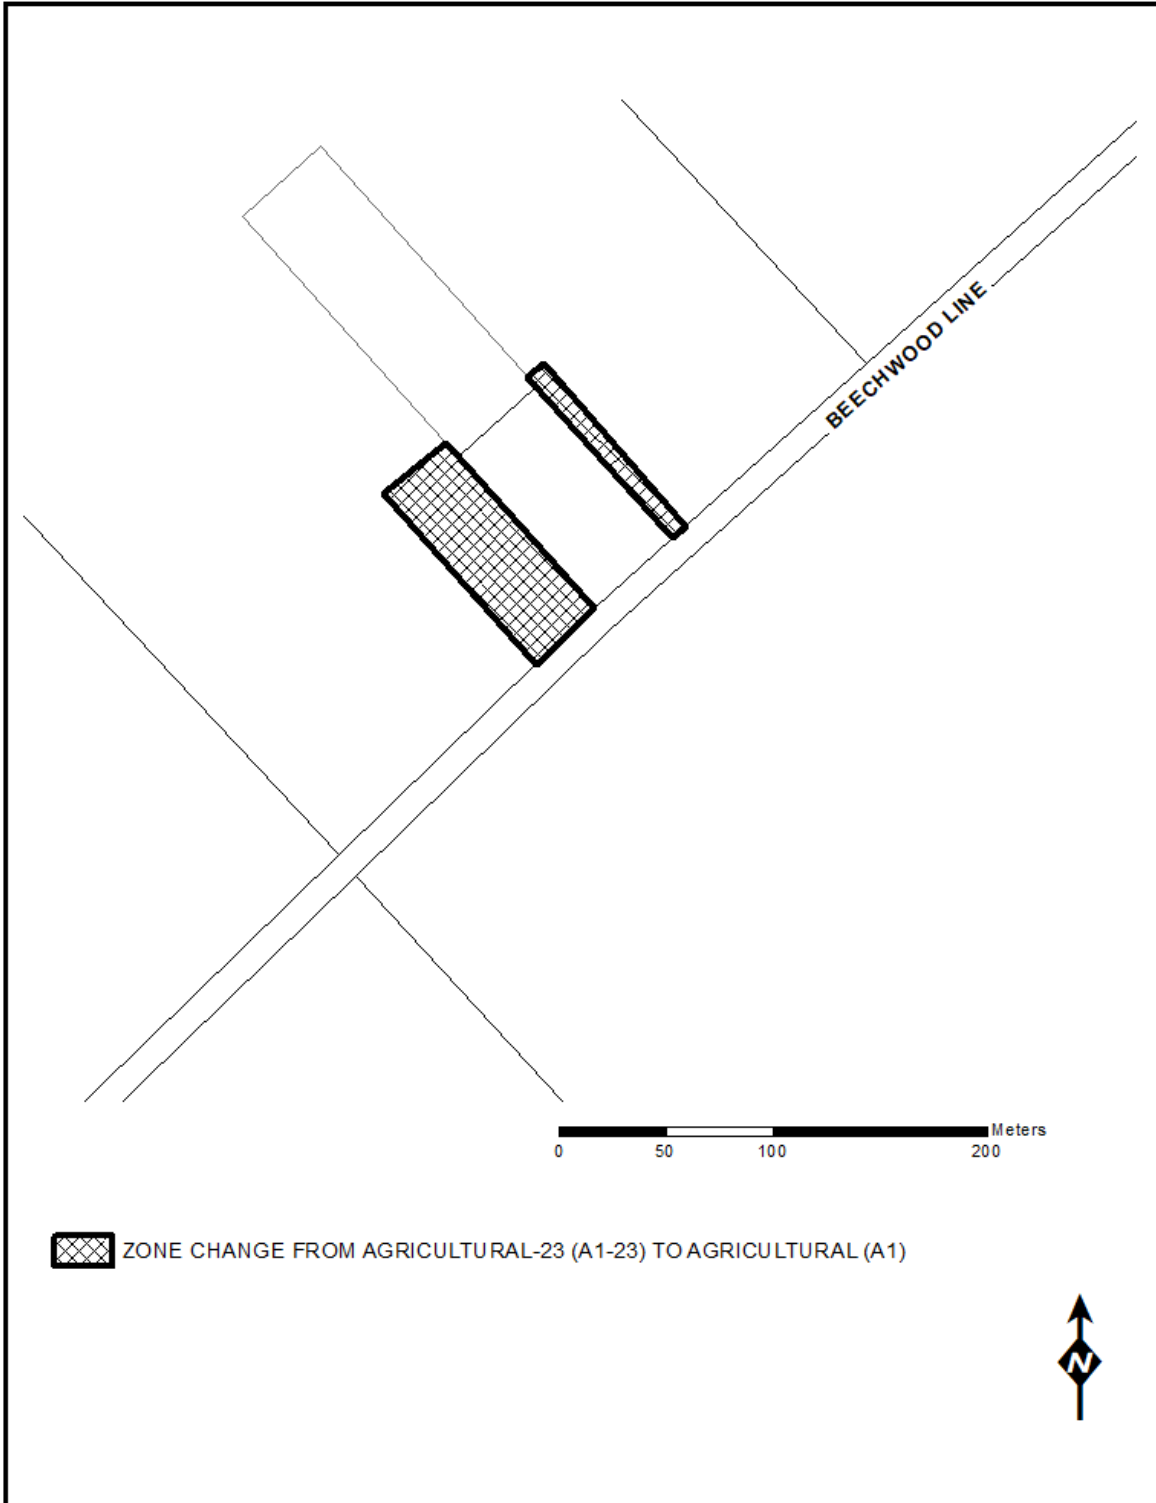 BEECHWOOD LINE
Meters
0 50 100 200
ZONE CHANGE FROM AGRICULTURAL-23 (A1-23) TO AGRICULTURAL (A1)
N